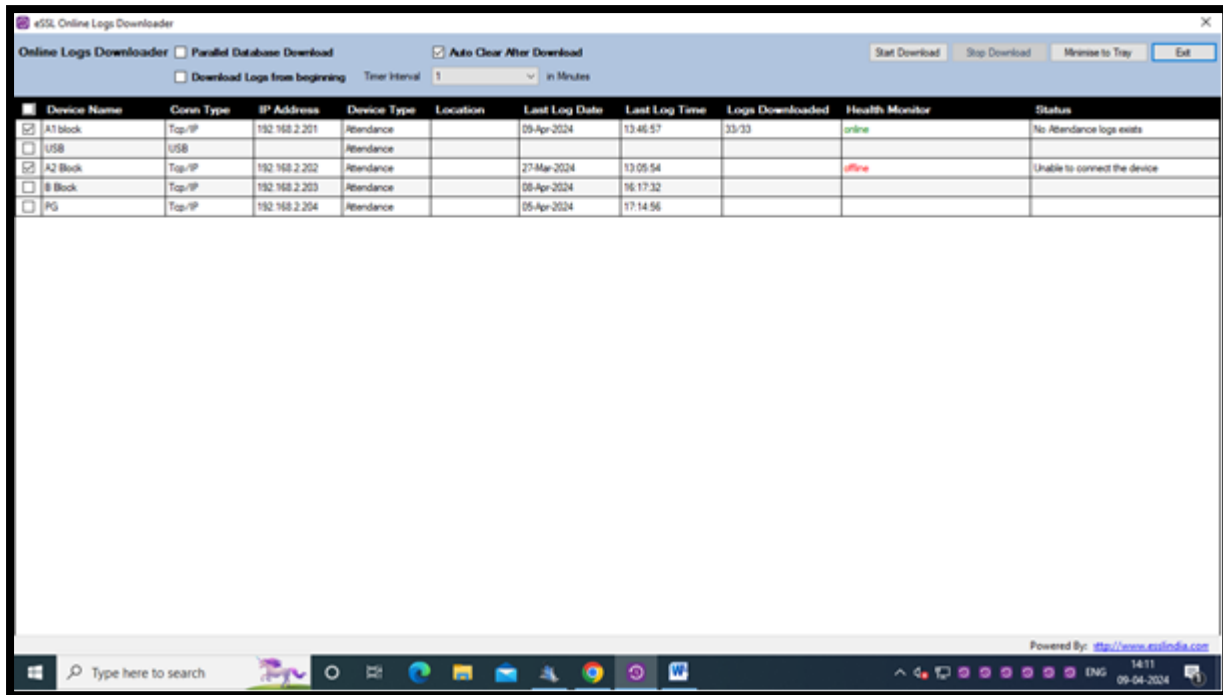 eSSL Online Logs Downloader
Online Logs Downloader Parallel Database Download Auto Clear After Download Start Download Stop Download Minimise to Tray Exit
Download Logs from beginning Timer Interval 1 in Minutes
Device Name Conn Type IP Address Device Type Location Last Log Date Last Log Time Logs Downloaded Health Monitor Status
A1 block Tcp/IP 192.168.2.201 Attendance 09-Apr-2024 13:46:57 33/33 online No Attendance logs exists
USB USB Attendance
A2 Block Tcp/IP 192.168.2.202 Attendance 27-Mar-2024 13:05:54 offline Unable to connect the device
B Block Tcp/IP 192.168.2.203 Attendance 08-Apr-2024 16:17:32
PG Tcp/IP 192.168.2.204 Attendance 05-Apr-2024 17:14:56
Powered By: http://www.esslindia.com
Type here to search ENG 14:11
09-04-2024